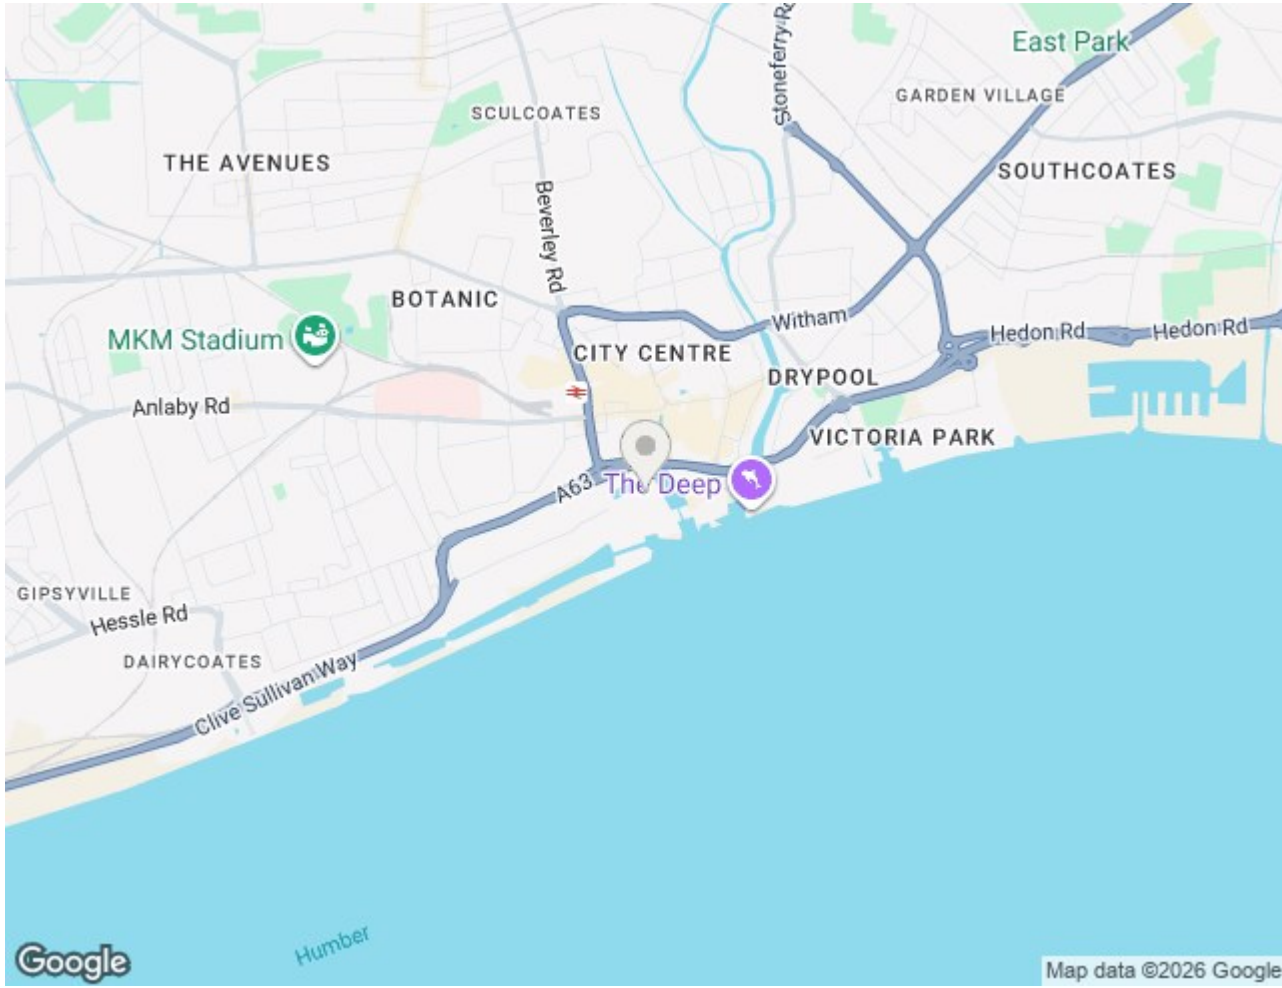 East Park
Stoneferry Rd
GARDEN VILLAGE
SCULCOATES
THE AVENUES
SOUTHCOATES
Beverley Rd
BOTANIC
Witham
Hedon Rd
Hedon Rd
MKM Stadium
CITY CENTRE
DRYPOOL
Anlaby Rd
VICTORIA PARK
A63
The Deep
GIPSYVILLE
Hessle Rd
DAIRYCOATES
Clive Sullivan Way
Humber
Google
Map data ©2026 Google